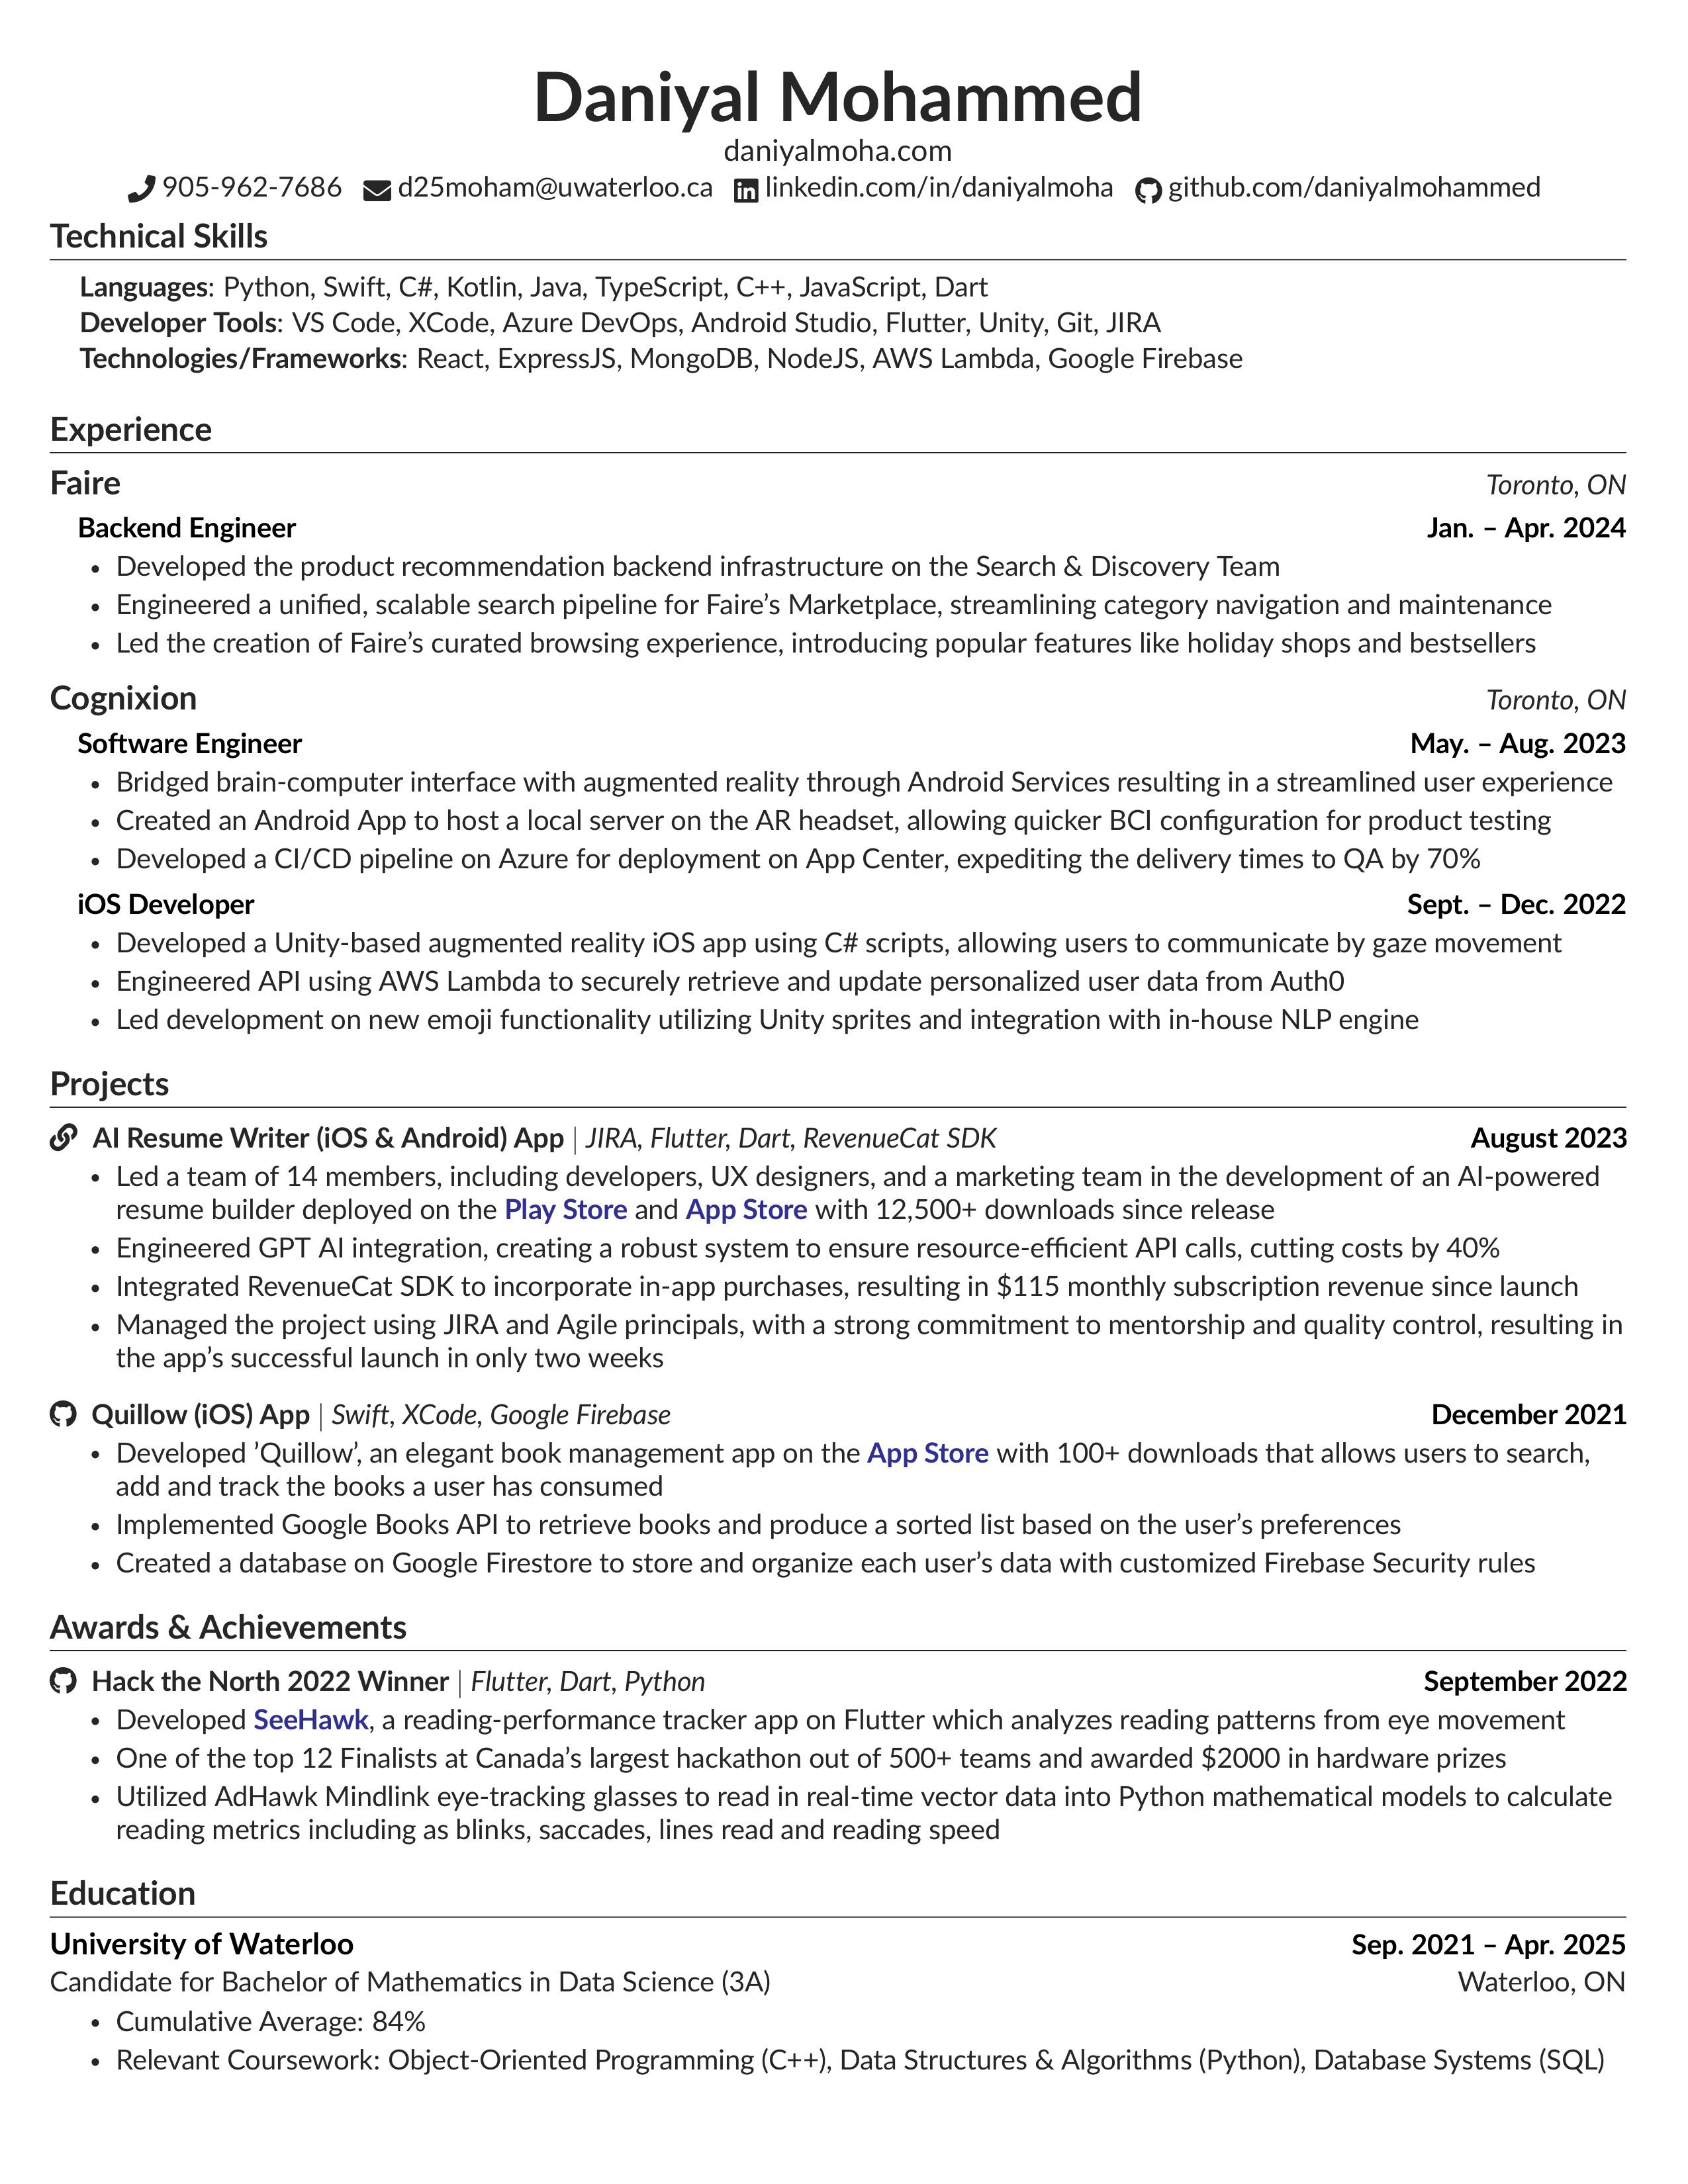 Daniyal Mohammed
daniyalmoha.com
905-962-7686 d25moham@uwaterloo.ca linkedin.com/in/daniyalmoha github.com/daniyalmohammed
Technical Skills
Languages: Python, Swift, C#, Kotlin, Java, TypeScript, C++, JavaScript, Dart
Developer Tools: VS Code, XCode, Azure DevOps, Android Studio, Flutter, Unity, Git, JIRA
Technologies/Frameworks: React, ExpressJS, MongoDB, NodeJS, AWS Lambda, Google Firebase
Experience
Faire Toronto, ON
Backend Engineer Jan. – Apr. 2024
• Developed the product recommendation backend infrastructure on the Search & Discovery Team
• Engineered a unified, scalable search pipeline for Faire’s Marketplace, streamlining category navigation and maintenance
• Led the creation of Faire’s curated browsing experience, introducing popular features like holiday shops and bestsellers
Cognixion Toronto, ON
Software Engineer May. – Aug. 2023
• Bridged brain-computer interface with augmented reality through Android Services resulting in a streamlined user experience
• Created an Android App to host a local server on the AR headset, allowing quicker BCI configuration for product testing
• Developed a CI/CD pipeline on Azure for deployment on App Center, expediting the delivery times to QA by 70%
iOS Developer Sept. – Dec. 2022
• Developed a Unity-based augmented reality iOS app using C# scripts, allowing users to communicate by gaze movement
• Engineered API using AWS Lambda to securely retrieve and update personalized user data from Auth0
• Led development on new emoji functionality utilizing Unity sprites and integration with in-house NLP engine
Projects
AI Resume Writer (iOS & Android) App | JIRA, Flutter, Dart, RevenueCat SDK August 2023
• Led a team of 14 members, including developers, UX designers, and a marketing team in the development of an AI-powered
resume builder deployed on the Play Store and App Store with 12,500+ downloads since release
• Engineered GPT AI integration, creating a robust system to ensure resource-efficient API calls, cutting costs by 40%
• Integrated RevenueCat SDK to incorporate in-app purchases, resulting in $115 monthly subscription revenue since launch
• Managed the project using JIRA and Agile principals, with a strong commitment to mentorship and quality control, resulting in
the app’s successful launch in only two weeks
Quillow (iOS) App | Swift, XCode, Google Firebase December 2021
• Developed ’Quillow’, an elegant book management app on the App Store with 100+ downloads that allows users to search,
add and track the books a user has consumed
• Implemented Google Books API to retrieve books and produce a sorted list based on the user’s preferences
• Created a database on Google Firestore to store and organize each user’s data with customized Firebase Security rules
Awards & Achievements
Hack the North 2022 Winner | Flutter, Dart, Python September 2022
• Developed SeeHawk, a reading-performance tracker app on Flutter which analyzes reading patterns from eye movement
• One of the top 12 Finalists at Canada’s largest hackathon out of 500+ teams and awarded $2000 in hardware prizes
• Utilized AdHawk Mindlink eye-tracking glasses to read in real-time vector data into Python mathematical models to calculate
reading metrics including as blinks, saccades, lines read and reading speed
Education
University of Waterloo Sep. 2021 – Apr. 2025
Candidate for Bachelor of Mathematics in Data Science (3A) Waterloo, ON
• Cumulative Average: 84%
• Relevant Coursework: Object-Oriented Programming (C++), Data Structures & Algorithms (Python), Database Systems (SQL)